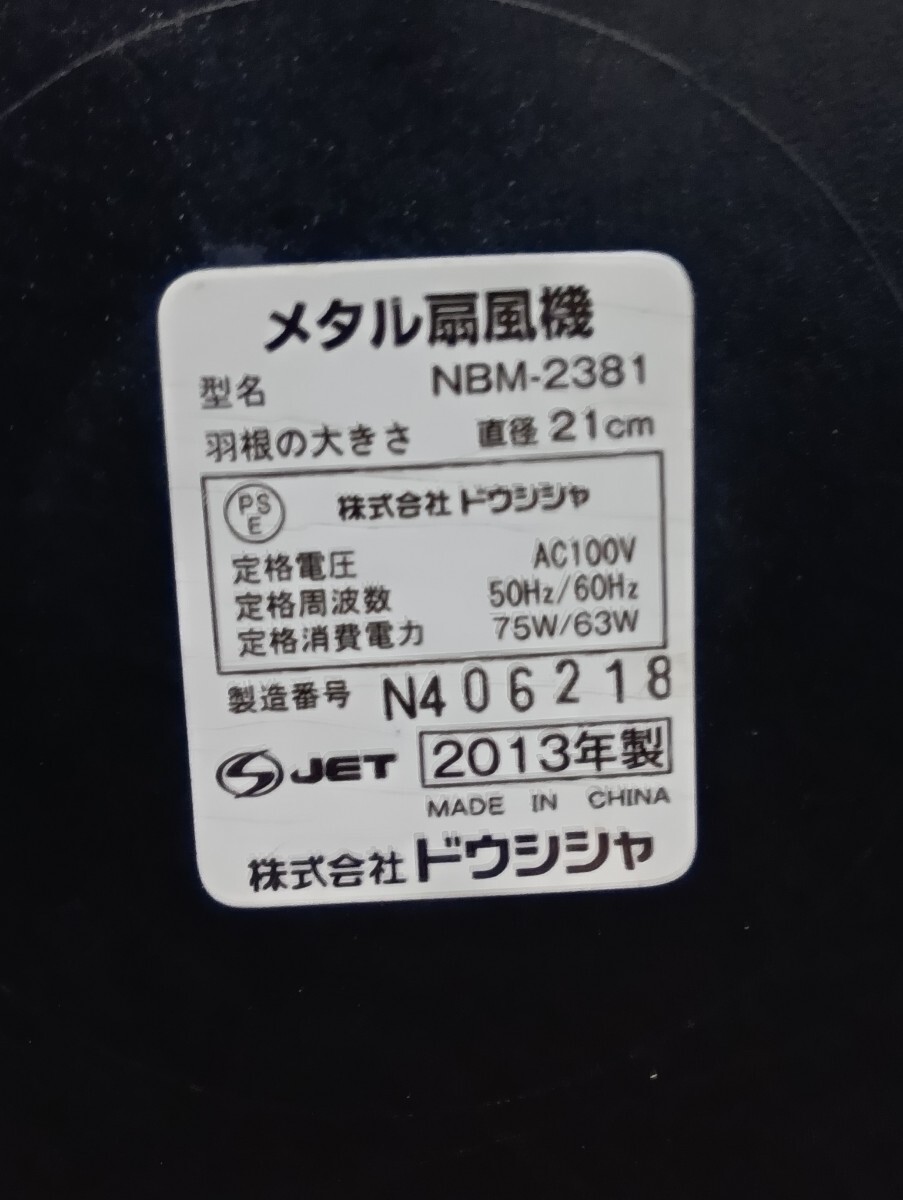 メタル扇風機
型名 NBM-2381
羽根の大きさ 直径 21cm
PSE 株式会社ドウシシャ
定格電圧 AC100V
定格周波数 50Hz/60Hz
定格消費電力 75W/63W
製造番号 N406218
JET 2013年製
MADE IN CHINA
株式会社ドウシシャ